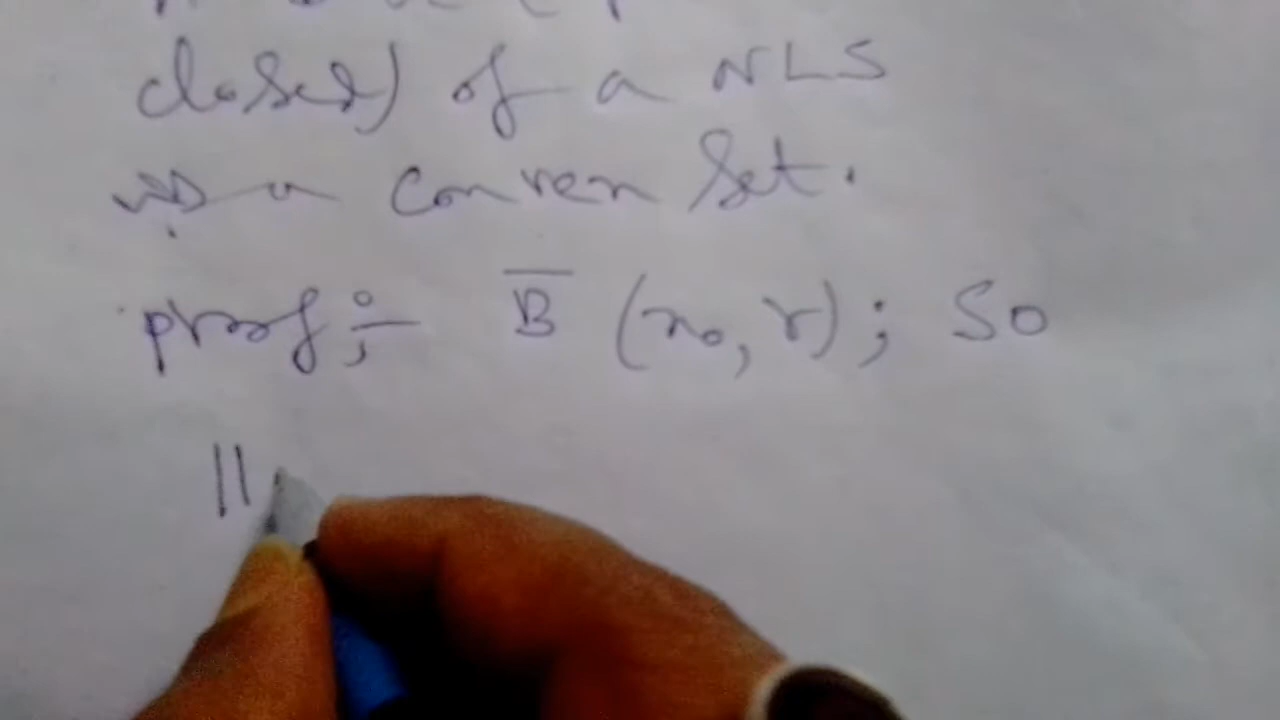 closed) of a NLS
is a convex set.
proof :- B̅ (x₀, r) ; So
||